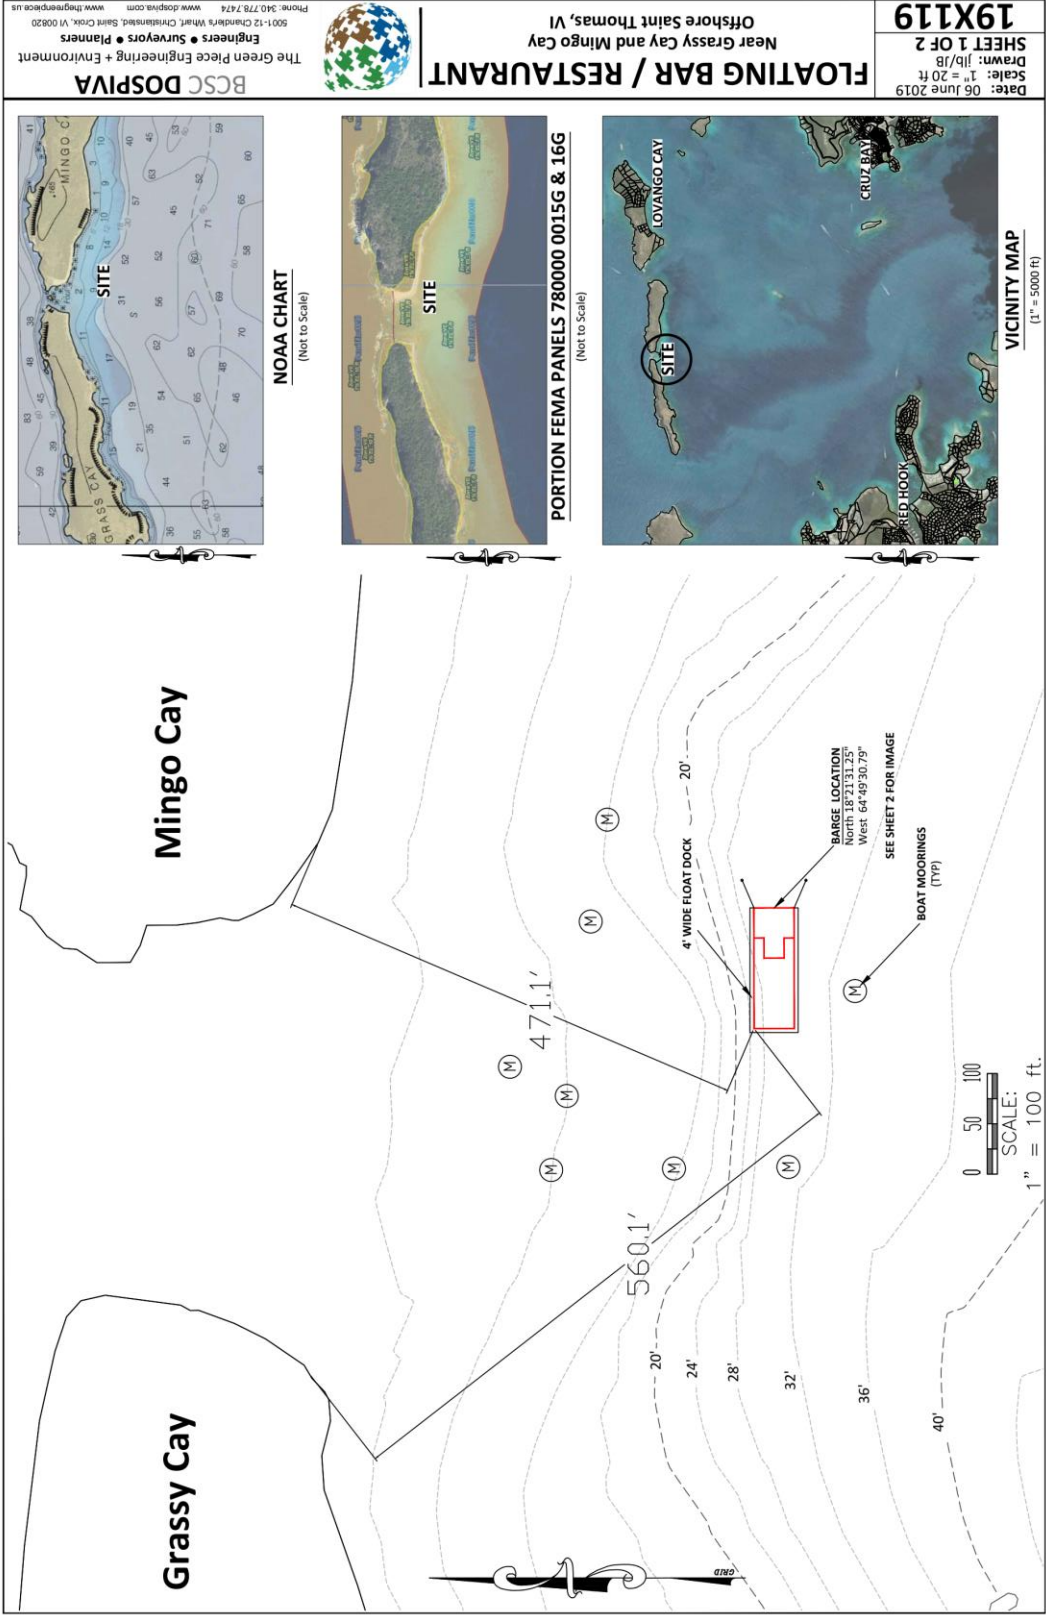 19X119
SHEET 1 OF 2
Drawn: jlb/JB
Scale: 1" = 20 ft
Date: 06 June 2019
FLOATING BAR / RESTAURANT
Near Grassy Cay and Mingo Cay
Offshore Saint Thomas, VI
BCSC DOSPIVA
The Green Piece Engineering + Environment
Engineers ● Surveyors ● Planners
5001-12 Chandlers Wharf, Christiansted, Saint Croix, VI 00820
Phone: 340.778.7474 www.dospiva.com www.thegreenpiece.us
MINGO C
GRASS CAY
SITE
NOAA CHART
(Not to Scale)
SITE
PORTION FEMA PANELS 780000 0015G & 16G
(Not to Scale)
LOVANGO CAY
CRUZ BAY
SITE
RED HOOK
VICINITY MAP
(1" = 5000 ft)
Grassy Cay
Mingo Cay
471.1'
560.1'
M
M
M
M
M
M
M
M
20'
4' WIDE FLOAT DOCK
BARGE LOCATION
North 18°21'31.25"
West 64°49'30.79"
SEE SHEET 2 FOR IMAGE
BOAT MOORINGS
(TYP)
20'
24'
28'
32'
36'
40'
0 50 100
SCALE:
1" = 100 ft.
GRID